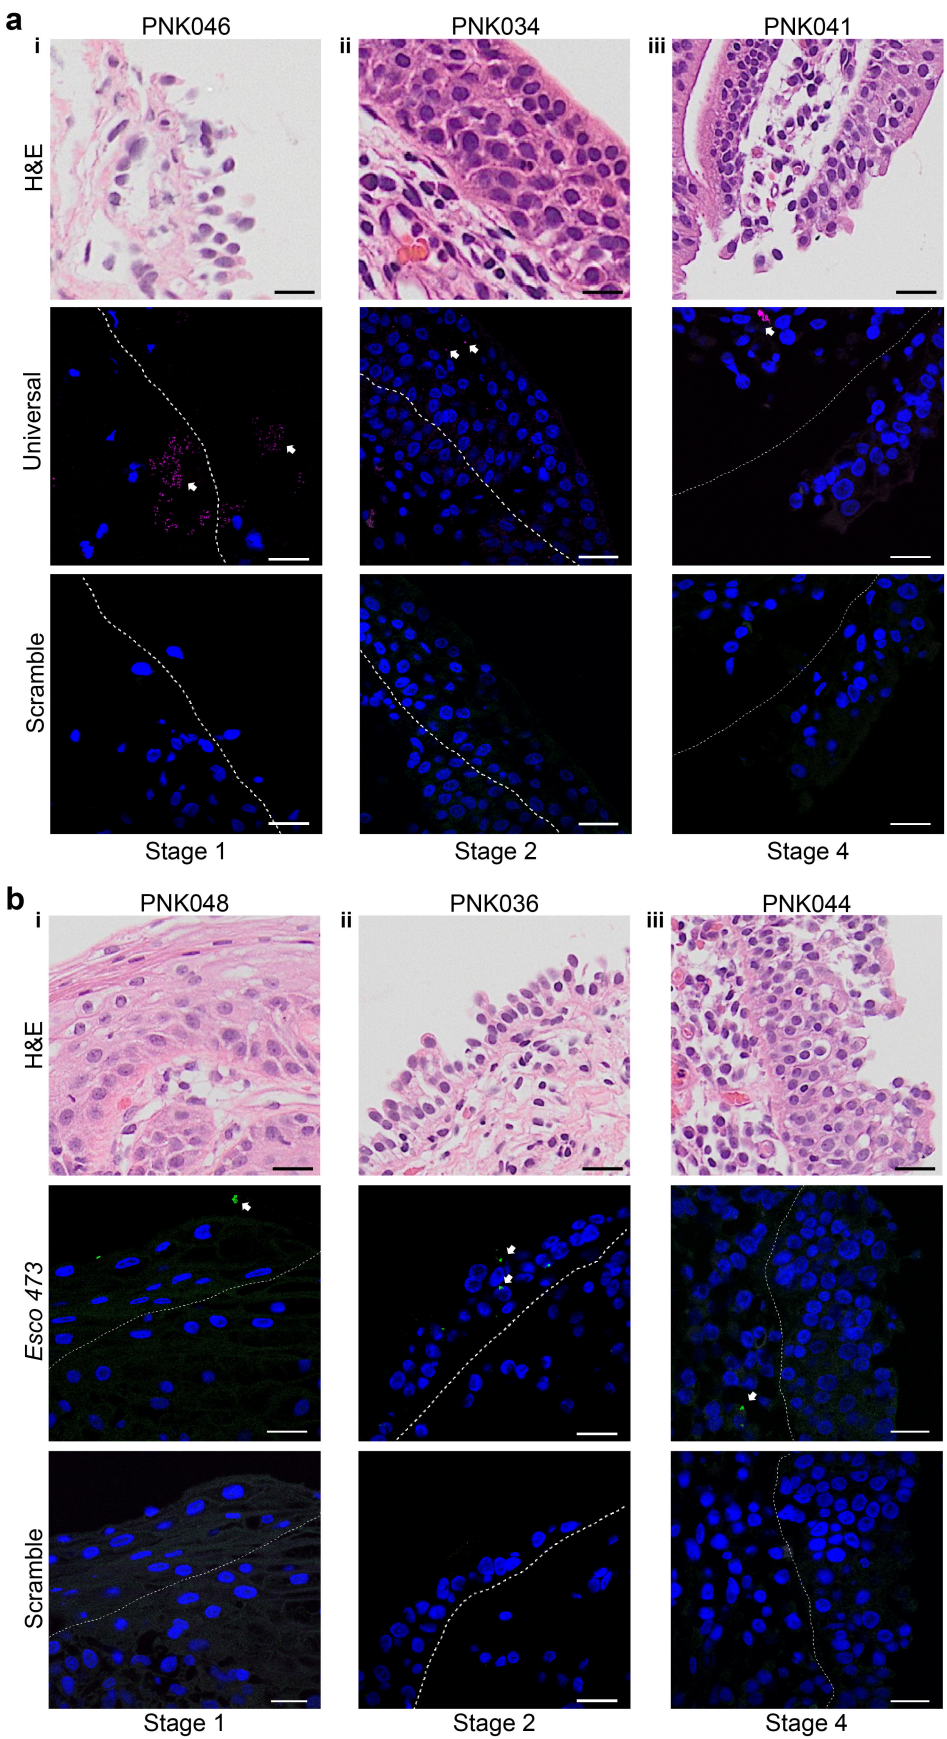 a
PNK046 PNK034 PNK041
i ii iii
H&E
Universal
Scramble
Stage 1 Stage 2 Stage 4
b
PNK048 PNK036 PNK044
i ii iii
H&E
Esco 473
Scramble
Stage 1 Stage 2 Stage 4